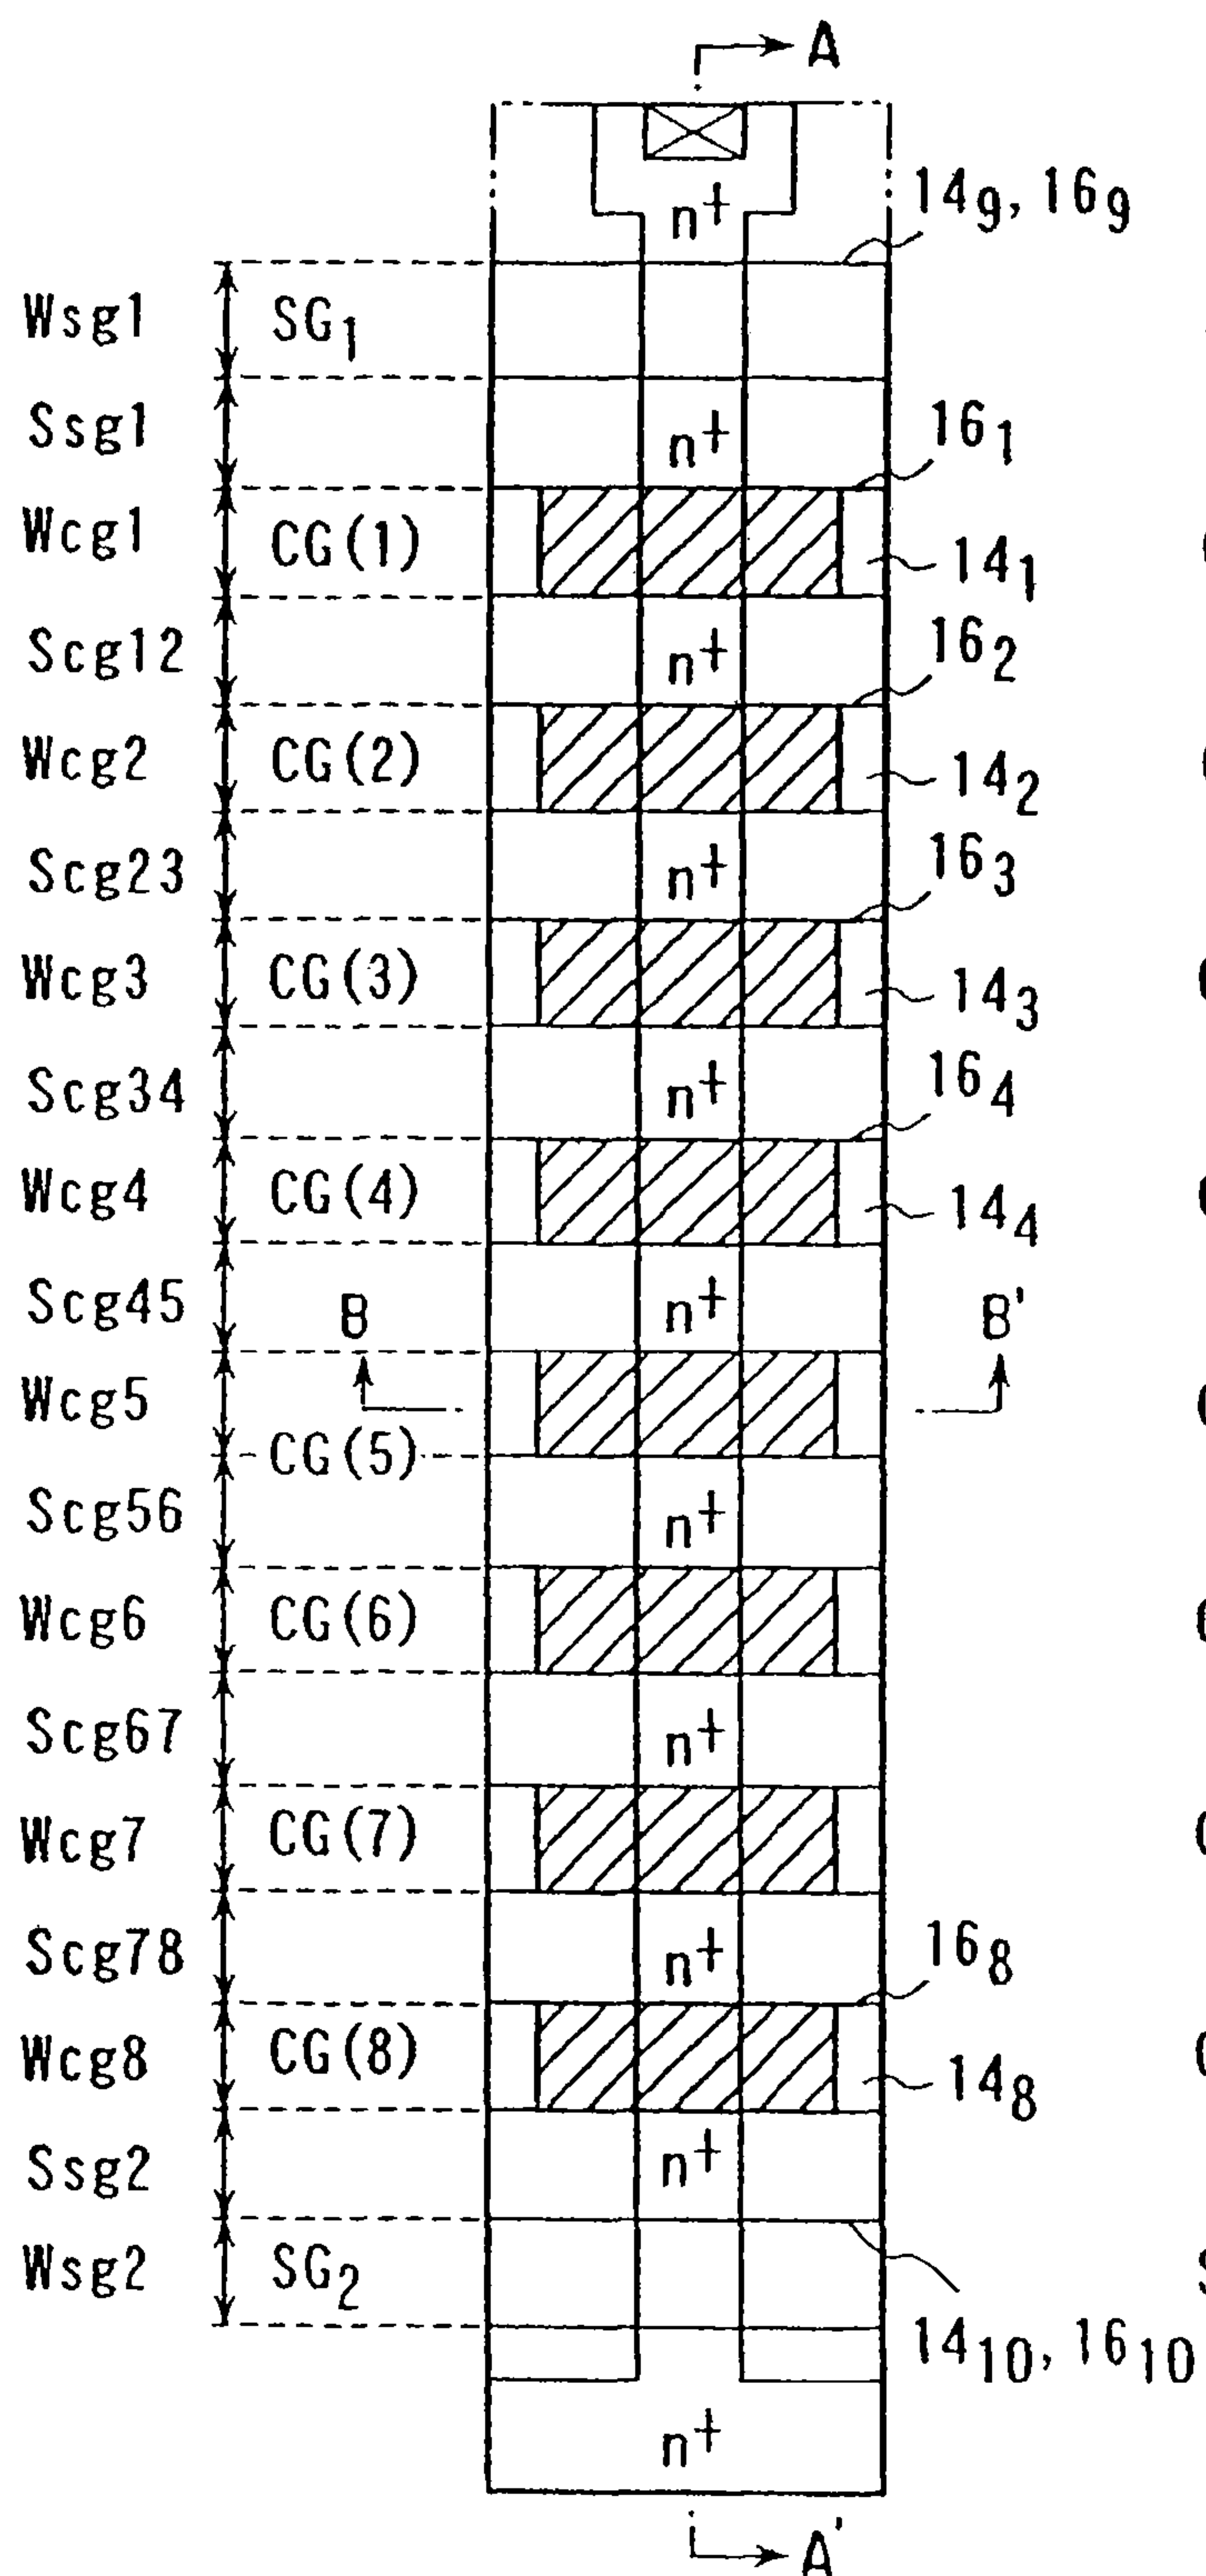 A
n+
14₉, 16₉
Wsg1 SG₁
Ssg1 n+
16₁
Wcg1 CG(1) 14₁
Scg12 n+
16₂
Wcg2 CG(2) 14₂
Scg23 n+
16₃
Wcg3 CG(3) 14₃
Scg34 n+
16₄
Wcg4 CG(4) 14₄
Scg45 n+
B B'
Wcg5
CG(5)
Scg56 n+
Wcg6 CG(6)
Scg67 n+
Wcg7 CG(7)
Scg78 n+
16₈
Wcg8 CG(8) 14₈
Ssg2 n+
Wsg2 SG₂
14₁₀, 16₁₀
n+
A'